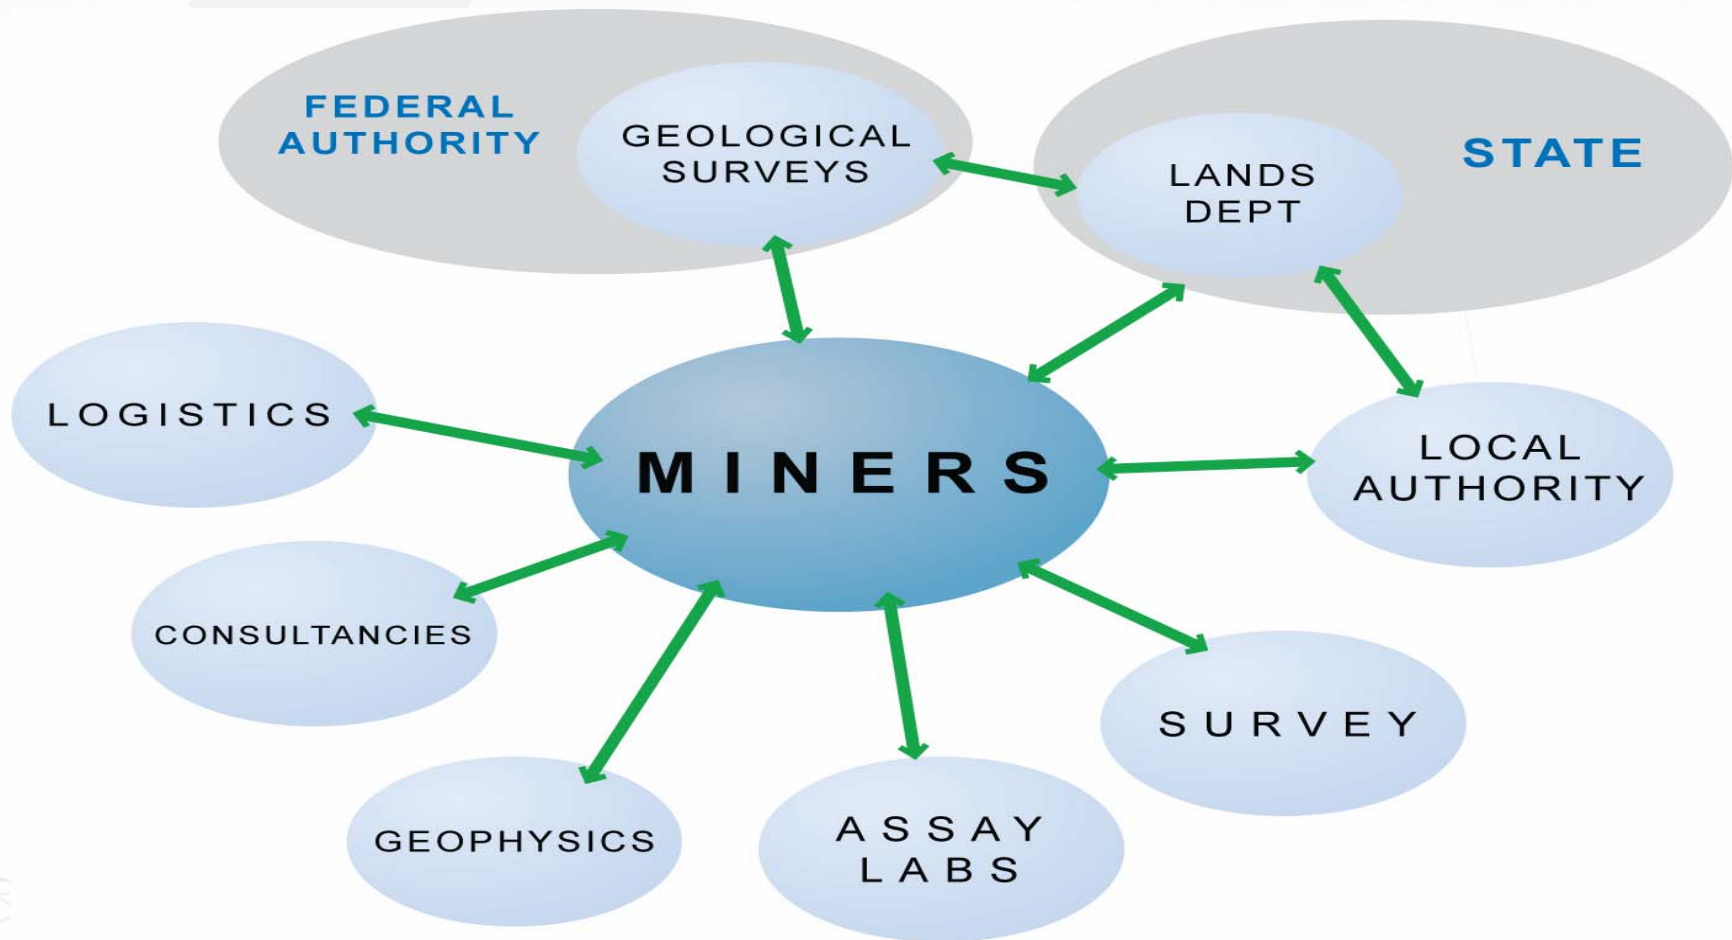 FEDERAL
AUTHORITY
GEOLOGICAL
SURVEYS
LANDS
DEPT
STATE
LOGISTICS
MINERS
LOCAL
AUTHORITY
CONSULTANCIES
SURVEY
GEOPHYSICS
ASSAY
LABS